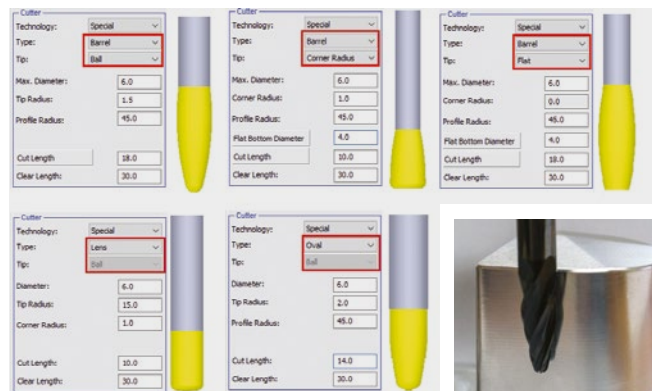 Cutter
Technology: Special
Type: Barrel
Tip: Ball
Max. Diameter: 6.0
Tip Radius: 1.5
Profile Radius: 45.0
Cut Length 18.0
Clear Length: 30.0
Cutter
Technology: Special
Type: Barrel
Tip: Corner Radius
Max. Diameter: 6.0
Corner Radius: 1.0
Profile Radius: 45.0
Flat Bottom Diameter 4.0
Cut Length 10.0
Clear Length: 30.0
Cutter
Technology: Special
Type: Barrel
Tip: Flat
Max. Diameter: 6.0
Corner Radius: 0.0
Profile Radius: 45.0
Flat Bottom Diameter 4.0
Cut Length 18.0
Clear Length: 30.0
Cutter
Technology: Special
Type: Lens
Tip: Ball
Diameter: 6.0
Tip Radius: 15.0
Corner Radius: 1.0
Cut Length: 10.0
Clear Length: 30.0
Cutter
Technology: Special
Type: Oval
Tip: Ball
Diameter: 6.0
Tip Radius: 2.0
Profile Radius: 45.0
Cut Length: 14.0
Clear Length: 30.0